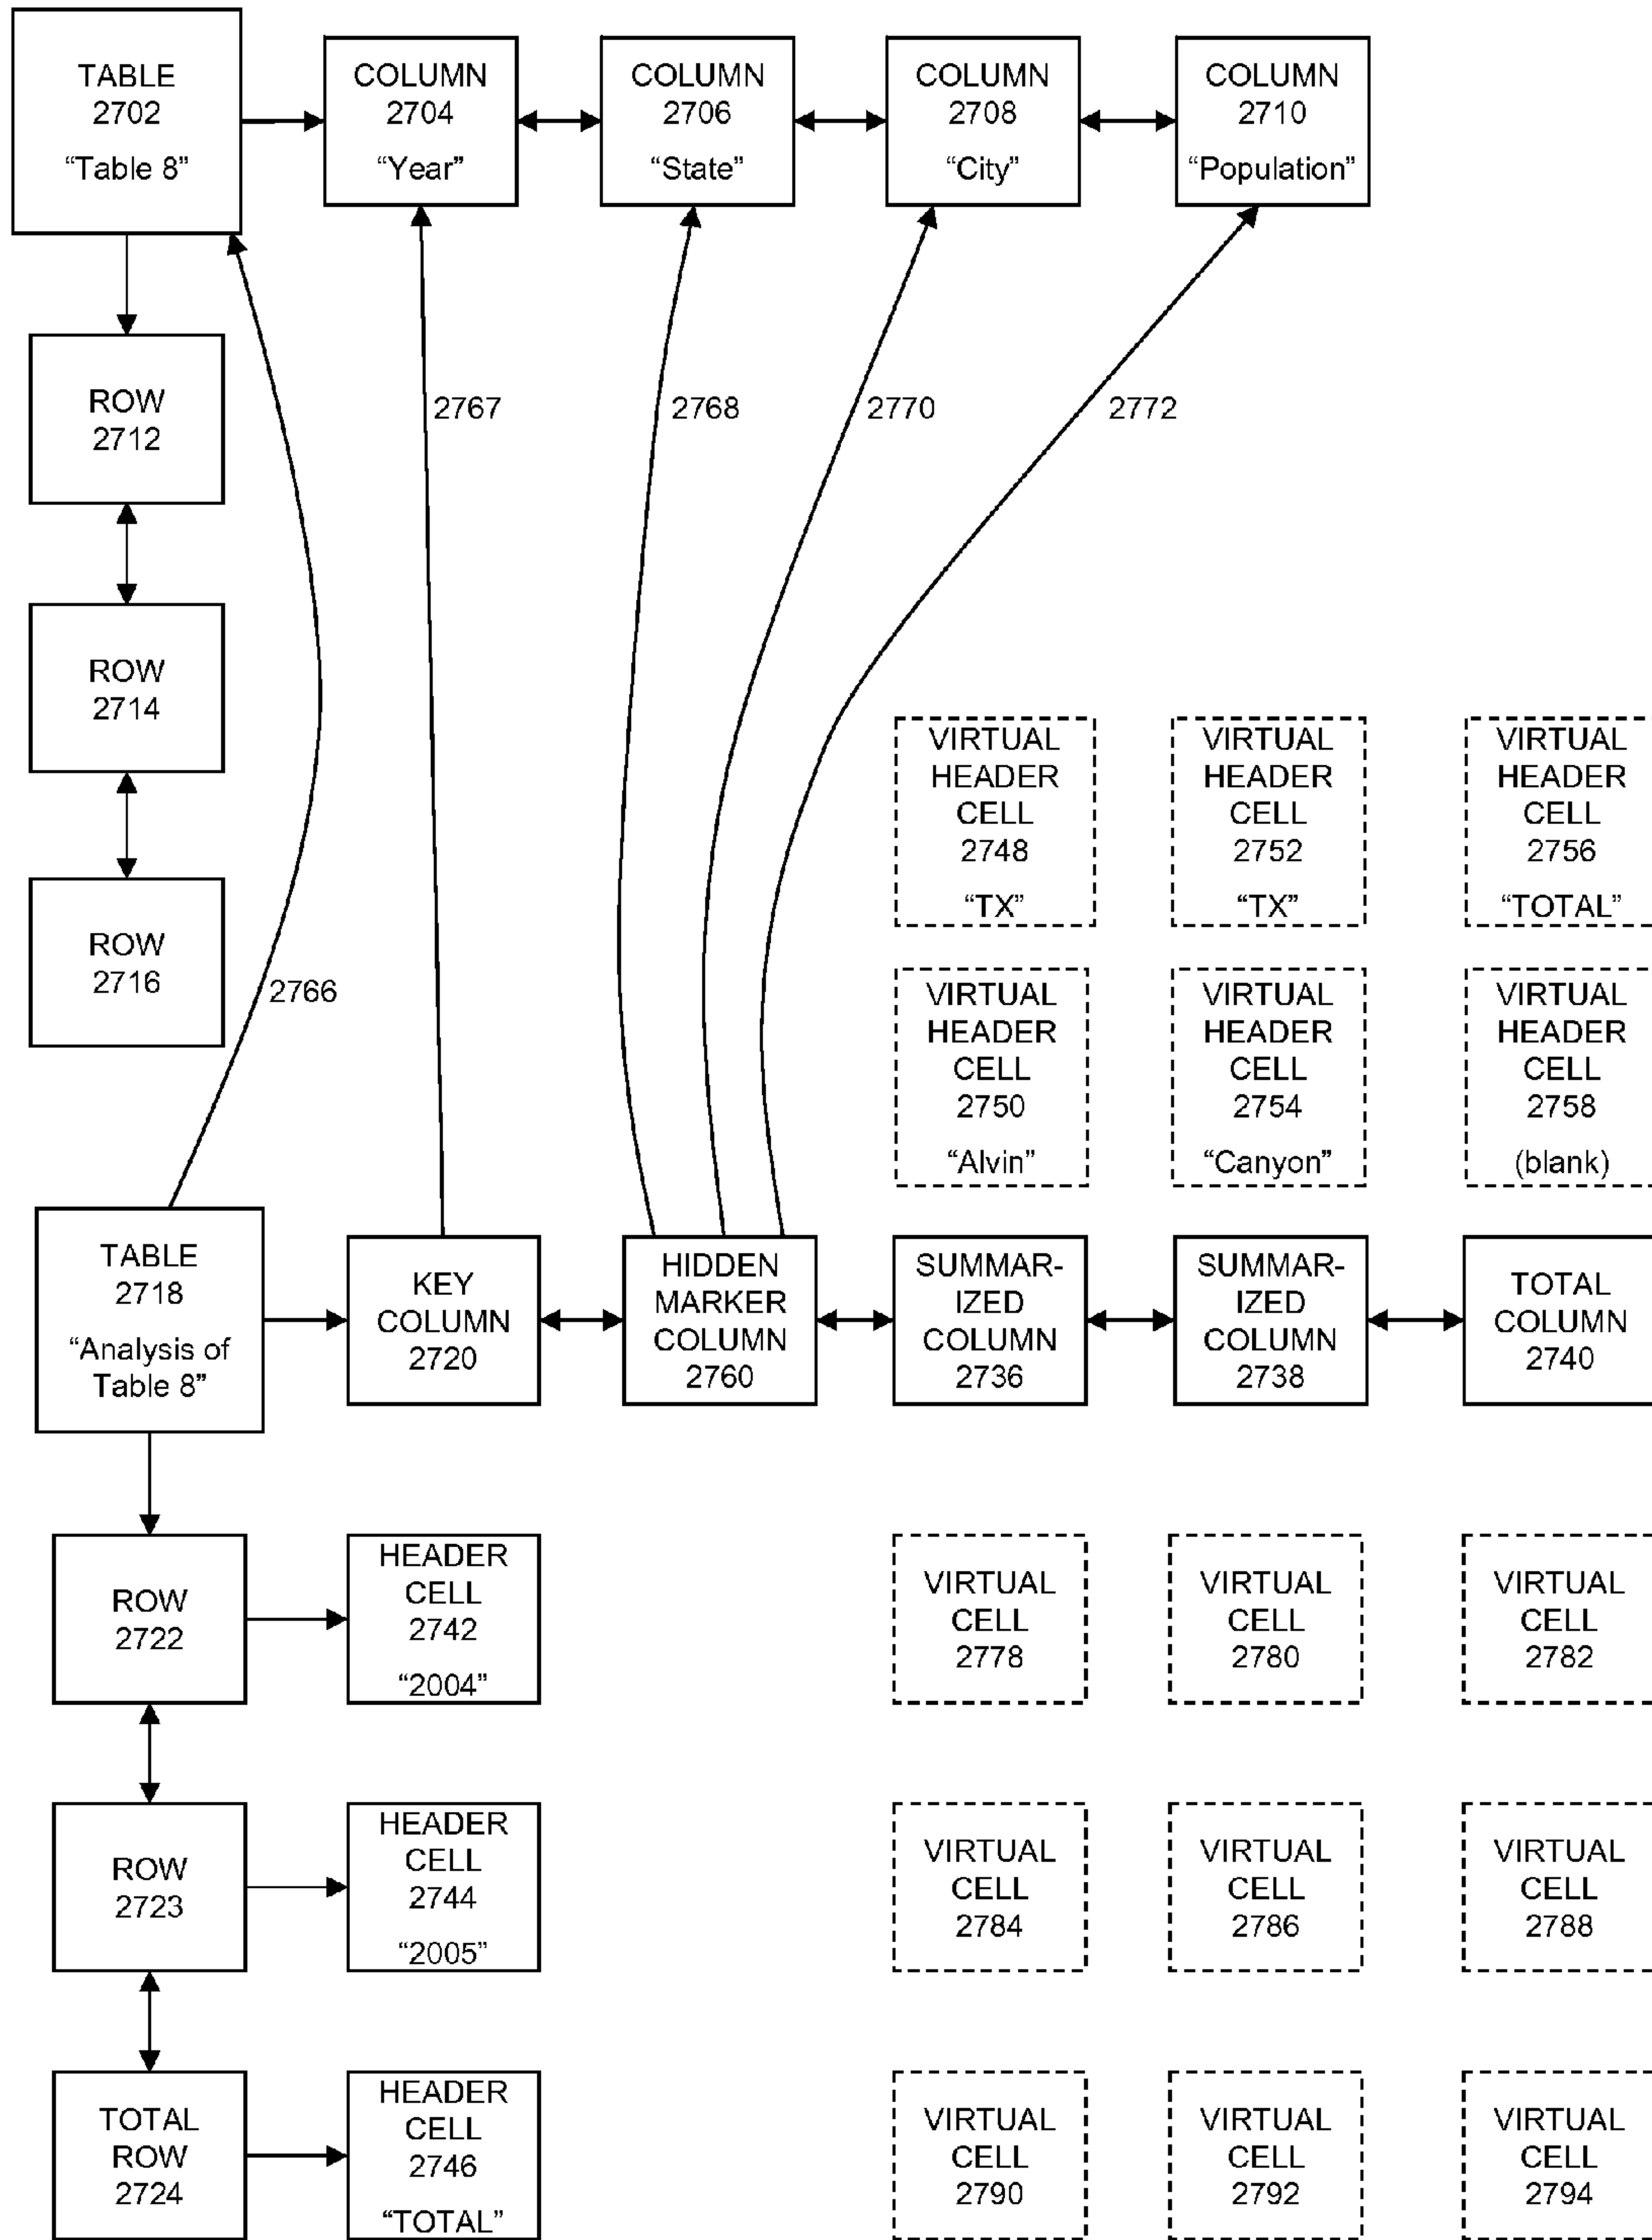 TABLE
2702
“Table 8”
COLUMN
2704
“Year”
COLUMN
2706
“State”
COLUMN
2708
“City”
COLUMN
2710
“Population”
ROW
2712
2767
2768
2770
2772
ROW
2714
ROW
2716
2766
VIRTUAL
HEADER
CELL
2748
“TX”
VIRTUAL
HEADER
CELL
2752
“TX”
VIRTUAL
HEADER
CELL
2756
“TOTAL”
VIRTUAL
HEADER
CELL
2750
“Alvin”
VIRTUAL
HEADER
CELL
2754
“Canyon”
VIRTUAL
HEADER
CELL
2758
(blank)
TABLE
2718
“Analysis of
Table 8”
KEY
COLUMN
2720
HIDDEN
MARKER
COLUMN
2760
SUMMAR-
IZED
COLUMN
2736
SUMMAR-
IZED
COLUMN
2738
TOTAL
COLUMN
2740
ROW
2722
HEADER
CELL
2742
“2004”
VIRTUAL
CELL
2778
VIRTUAL
CELL
2780
VIRTUAL
CELL
2782
ROW
2723
HEADER
CELL
2744
“2005”
VIRTUAL
CELL
2784
VIRTUAL
CELL
2786
VIRTUAL
CELL
2788
TOTAL
ROW
2724
HEADER
CELL
2746
“TOTAL”
VIRTUAL
CELL
2790
VIRTUAL
CELL
2792
VIRTUAL
CELL
2794